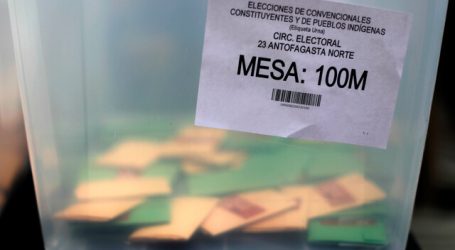 ELECCIONES DE CONVENCIONALES
CONSTITUYENTES Y DE PUEBLOS INDÍGENAS
(Etiqueta Urna)
CIRC. ELECTORAL
23 ANTOFAGASTA NORTE
MESA: 100M